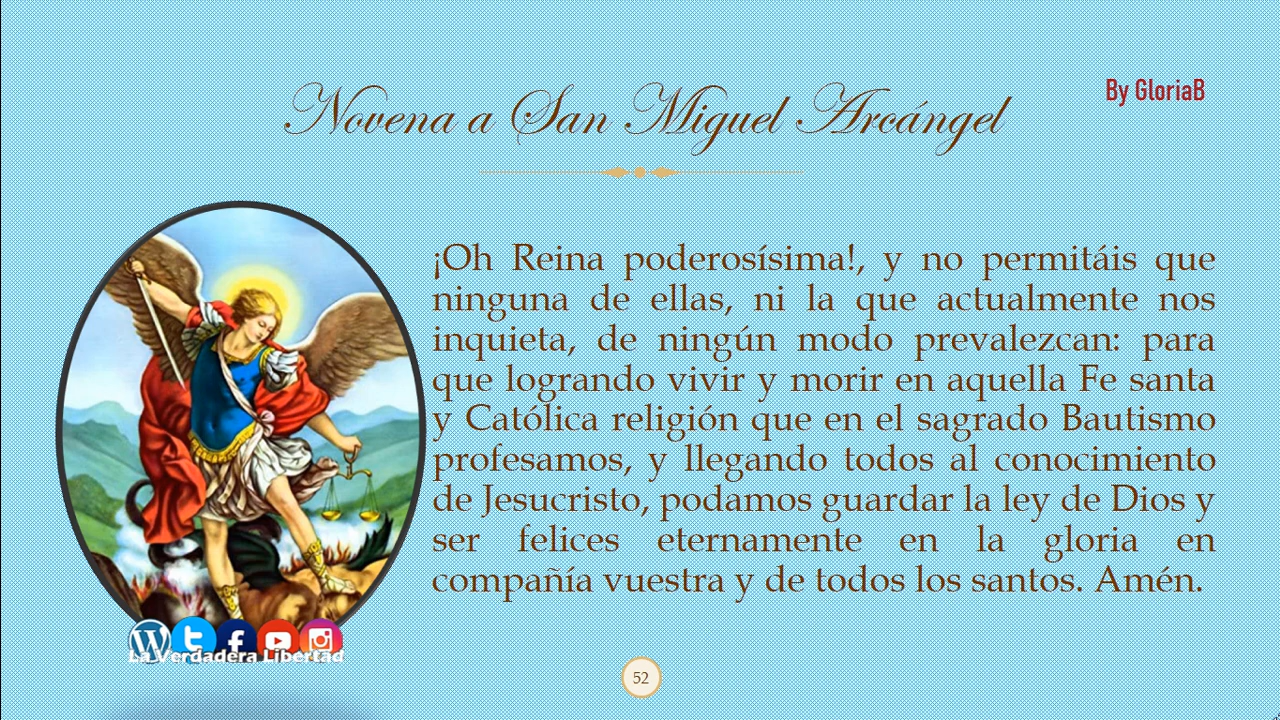 By GloriaB
Novena a San Miguel Arcángel
¡Oh Reina poderosísima!, y no permitáis que
ninguna de ellas, ni la que actualmente nos
inquieta, de ningún modo prevalezcan: para
que logrando vivir y morir en aquella Fe santa
y Católica religión que en el sagrado Bautismo
profesamos, y llegando todos al conocimiento
de Jesucristo, podamos guardar la ley de Dios y
ser felices eternamente en la gloria en
compañía vuestra y de todos los santos. Amén.
La Verdadera Libertad
52